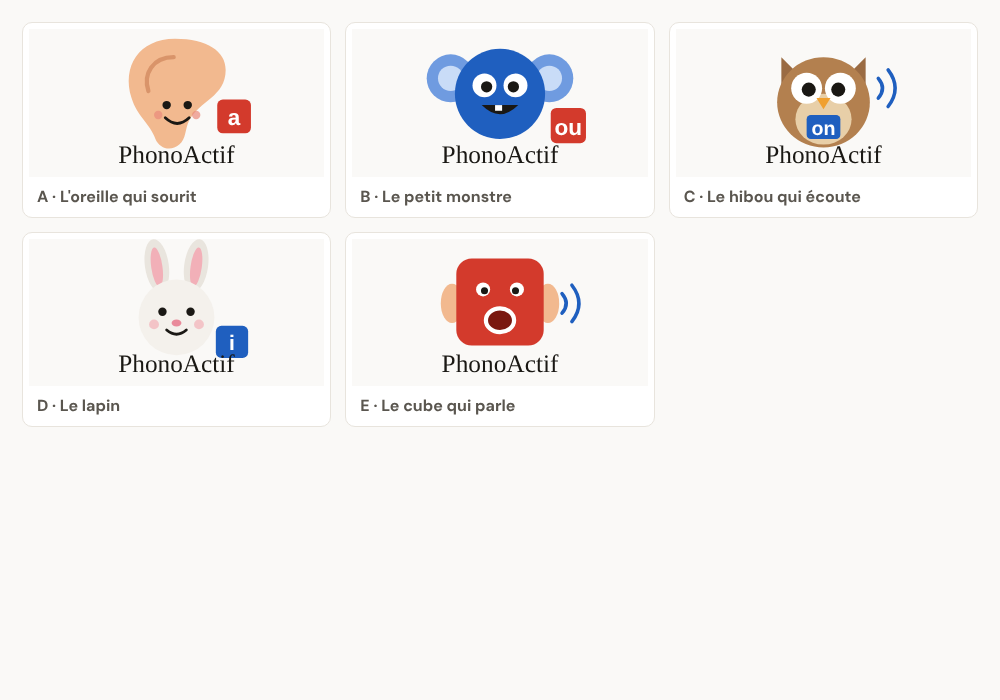 a
PhonoActif
A · L'oreille qui sourit
ou
PhonoActif
B · Le petit monstre
on
PhonoActif
C · Le hibou qui écoute
i
PhonoActif
D · Le lapin
PhonoActif
E · Le cube qui parle